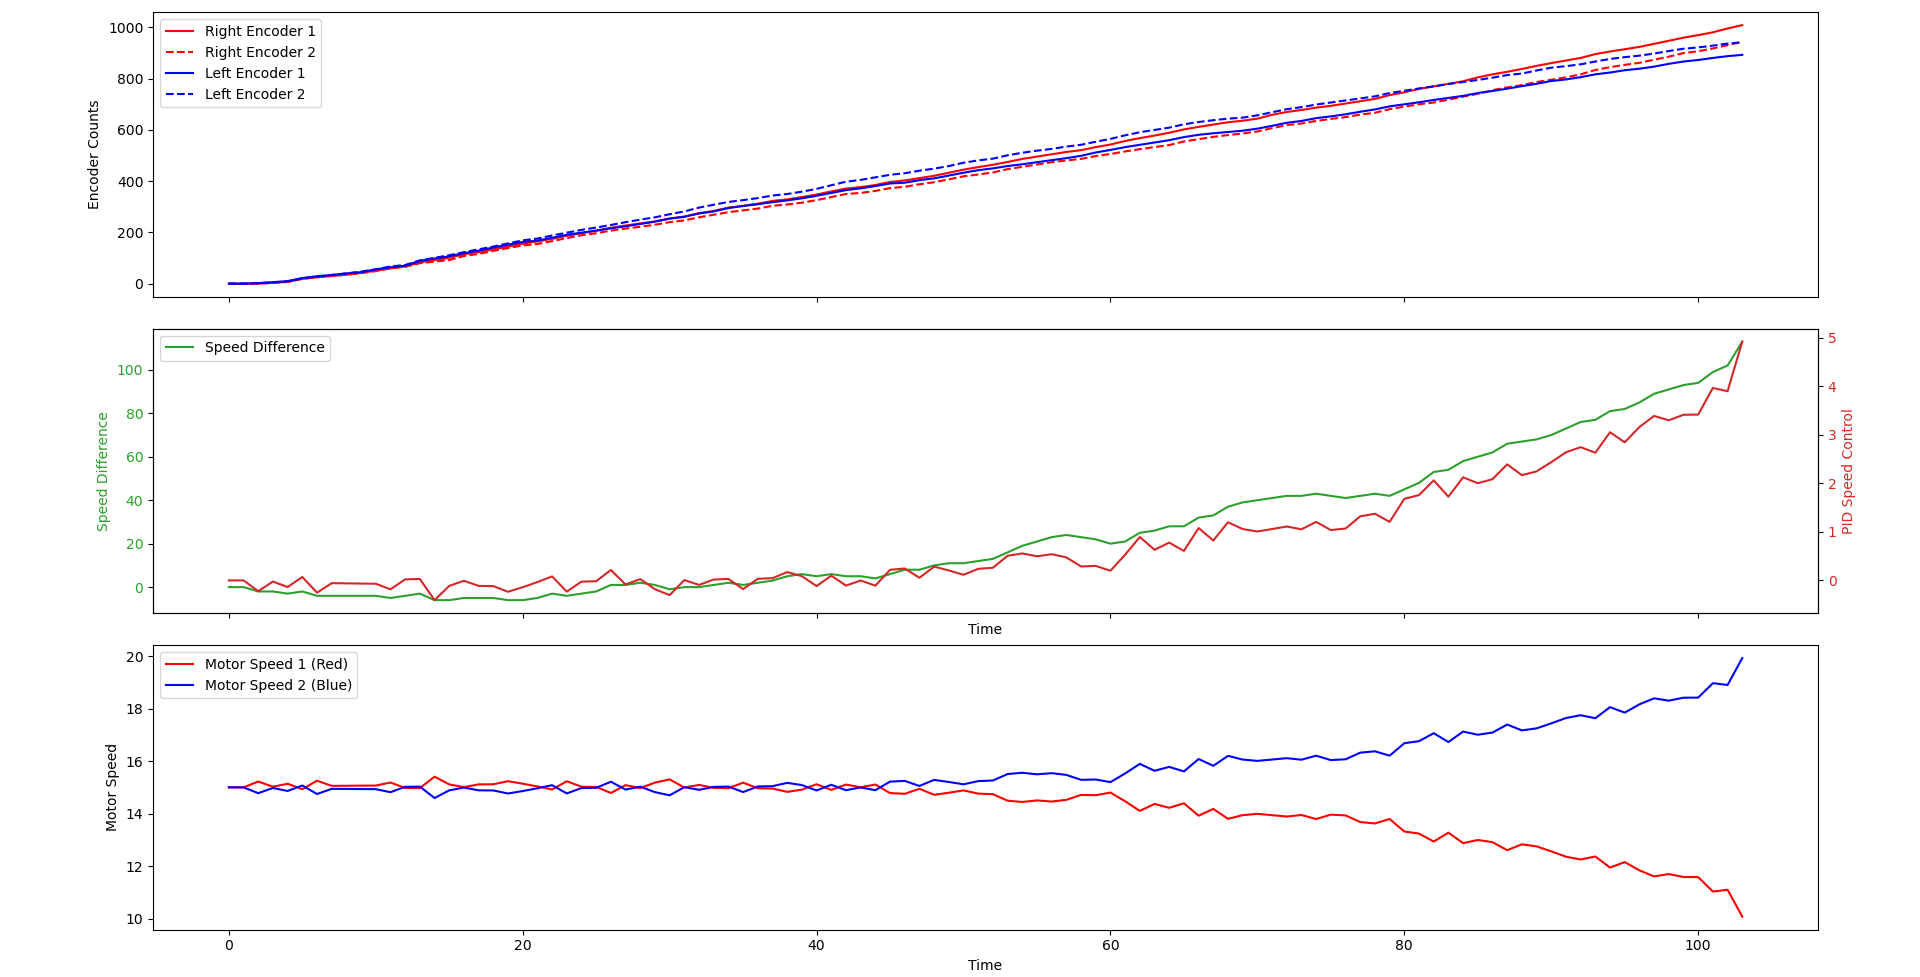 1000
800
600
400
200
0
Encoder Counts
Right Encoder 1
Right Encoder 2
Left Encoder 1
Left Encoder 2
100
80
60
40
20
0
Speed Difference
Speed Difference
5
4
3
2
1
0
PID Speed Control
Time
20
18
16
14
12
10
Motor Speed
Motor Speed 1 (Red)
Motor Speed 2 (Blue)
0 20 40 60 80 100
Time